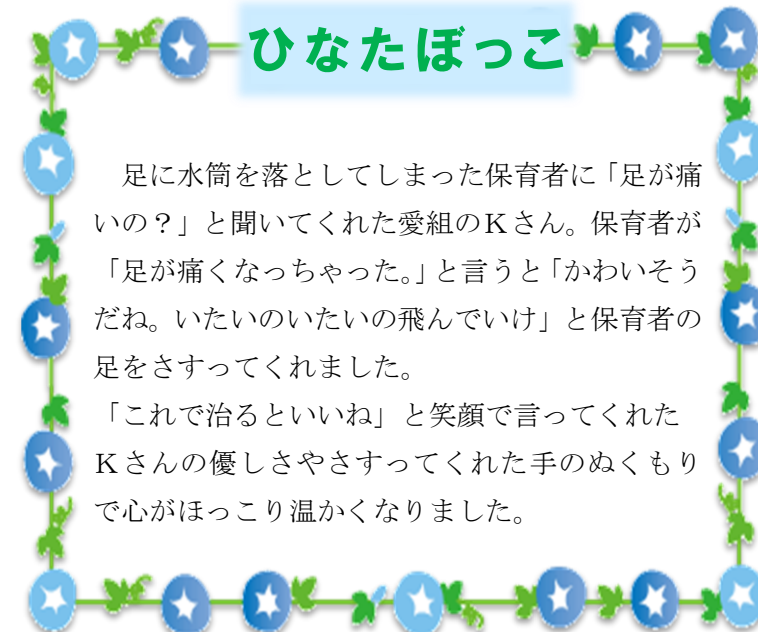 ひなたぼっこ
　足に水筒を落としてしまった保育者に「足が痛
いの？」と聞いてくれた愛組のＫさん。保育者が
「足が痛くなっちゃった。」と言うと「かわいそう
だね。いたいのいたいの飛んでいけ」と保育者の
足をさすってくれました。
「これで治るといいね」と笑顔で言ってくれた
Ｋさんの優しさやさすってくれた手のぬくもり
で心がほっこり温かくなりました。